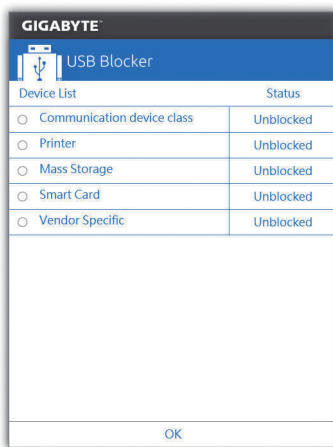 GIGABYTE™
USB Blocker
Device List Status
Communication device class Unblocked
Printer Unblocked
Mass Storage Unblocked
Smart Card Unblocked
Vendor Specific Unblocked
OK